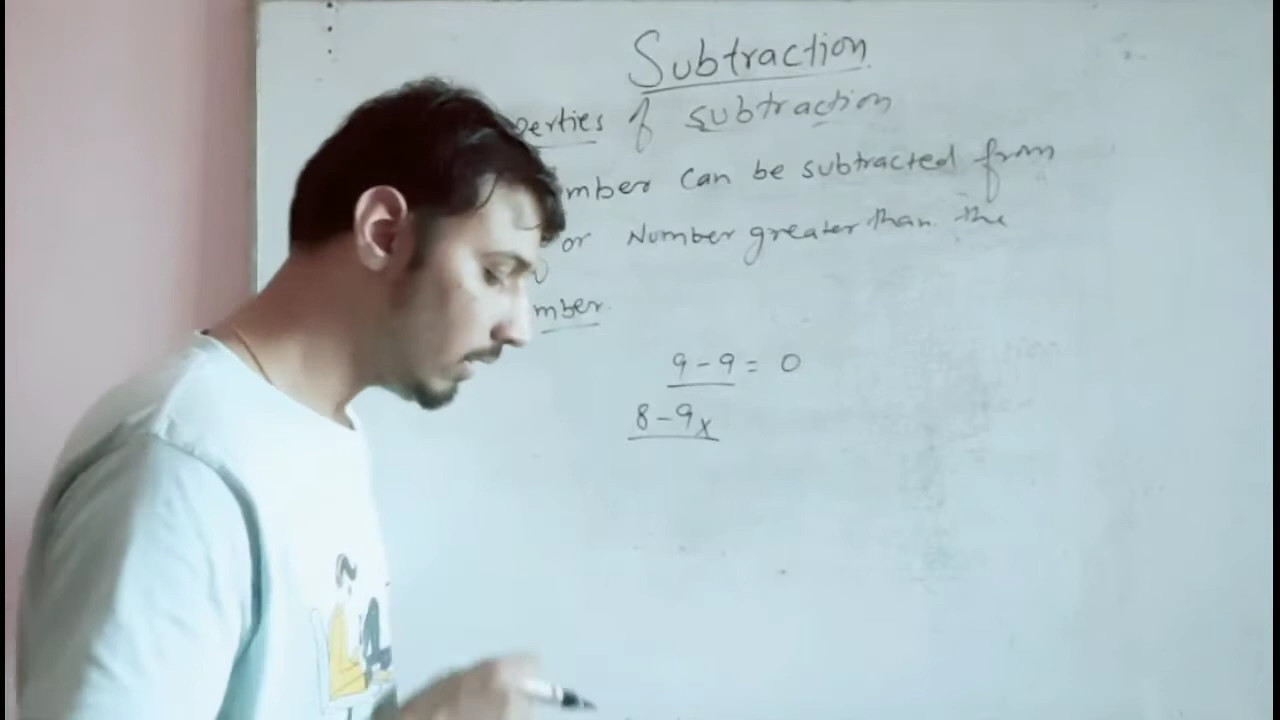 Subtraction
perties of subtraction
mber can be subtracted from
or Number greater than the
mber.
9 - 9 = 0
8 - 9 x